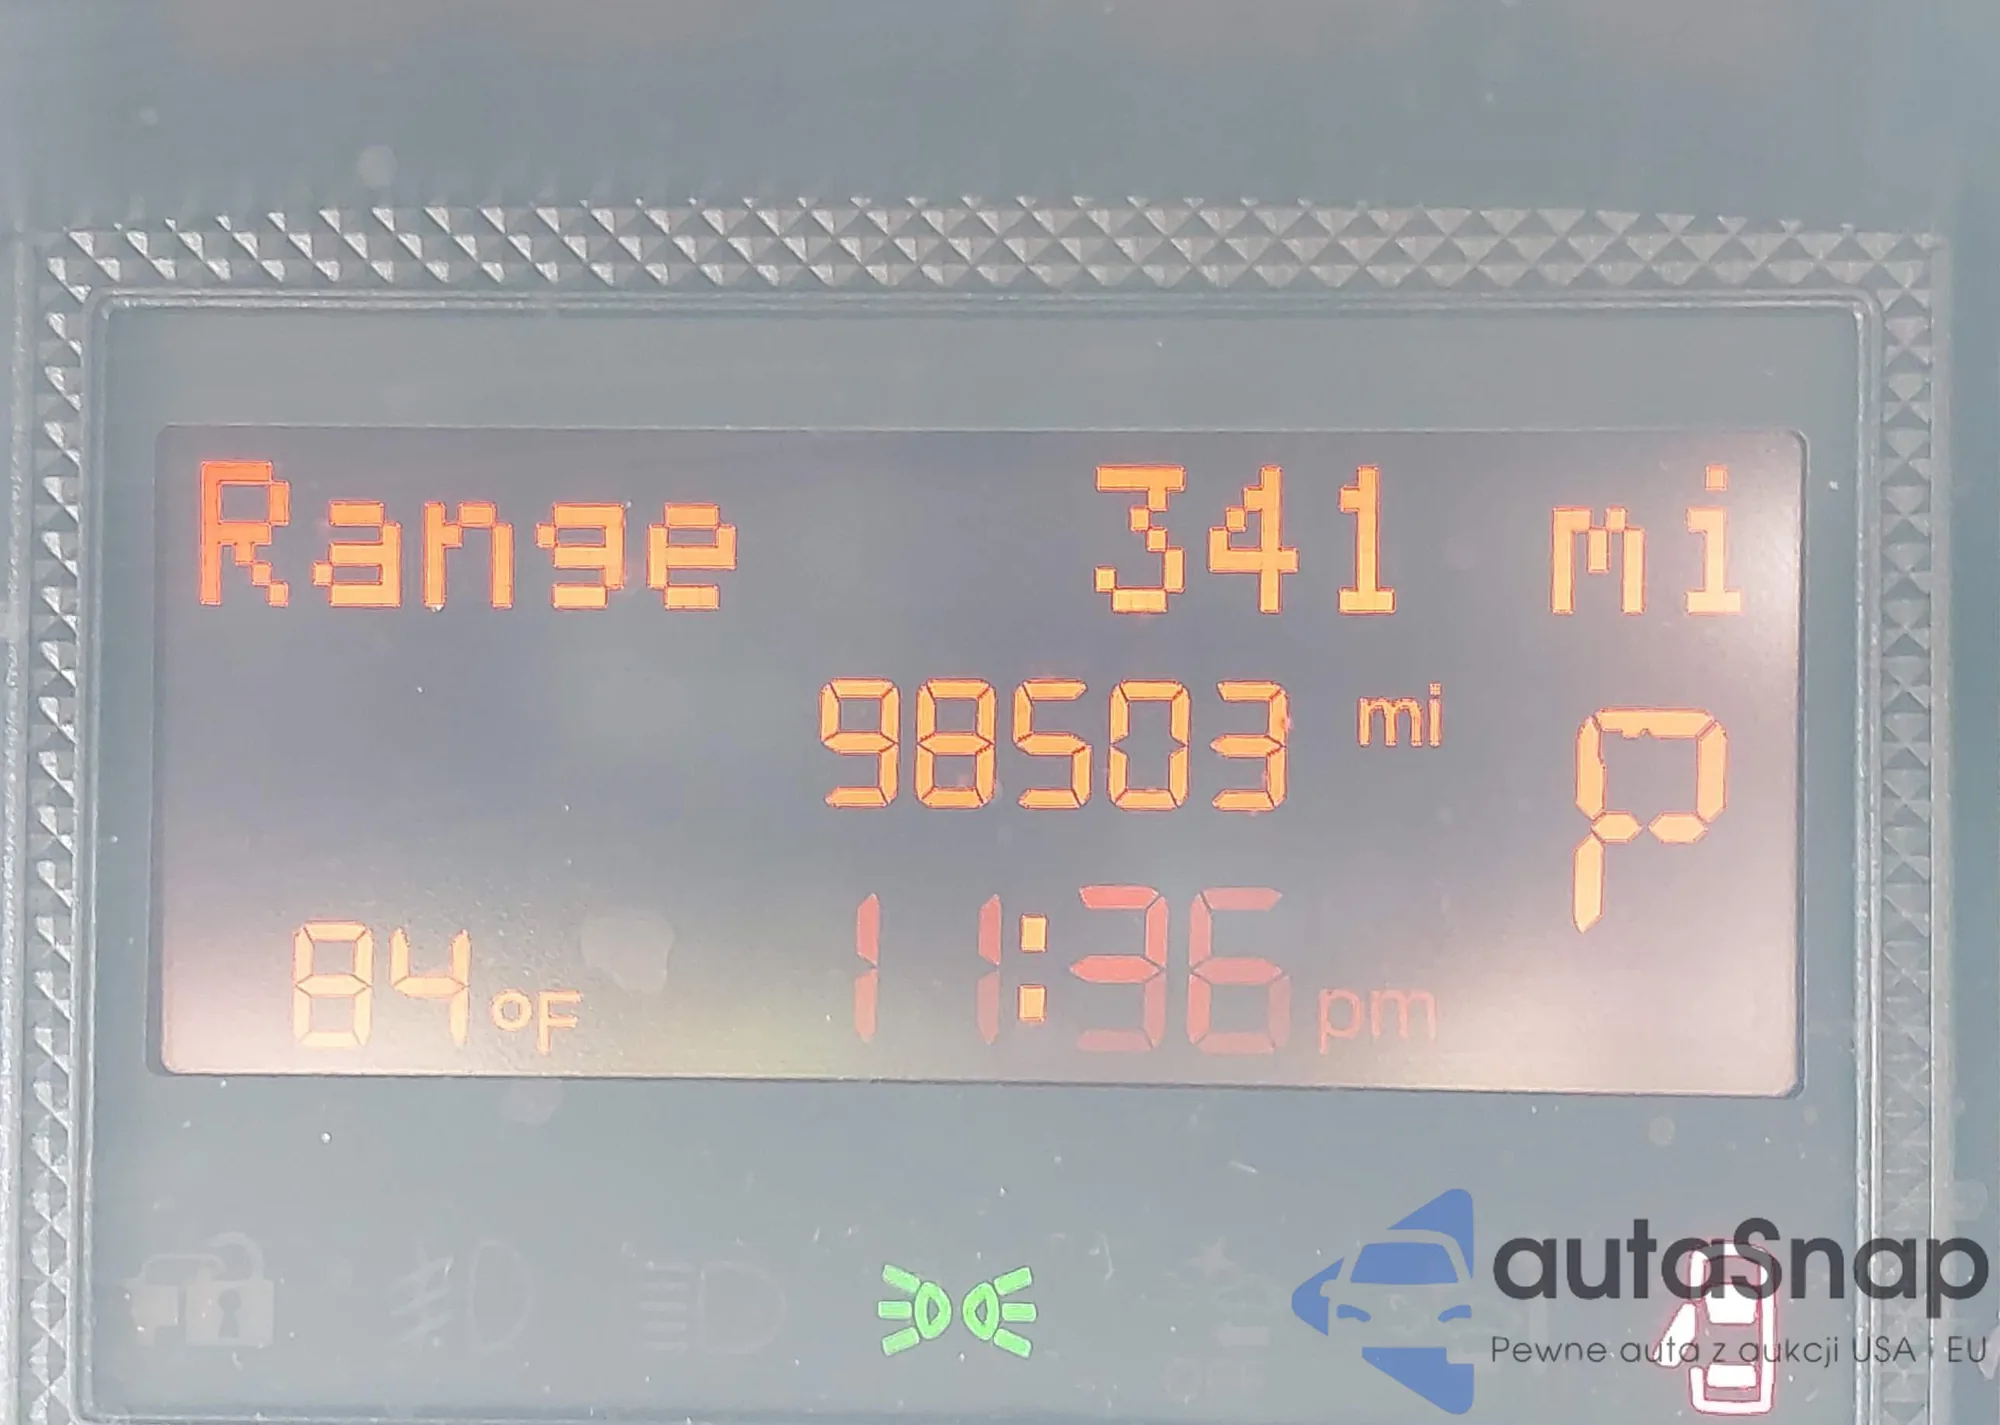 Range 341 mi
98503 mi
P
84 °F 11:36 pm
autaSnap
Pewne auta z aukcji USA i EU